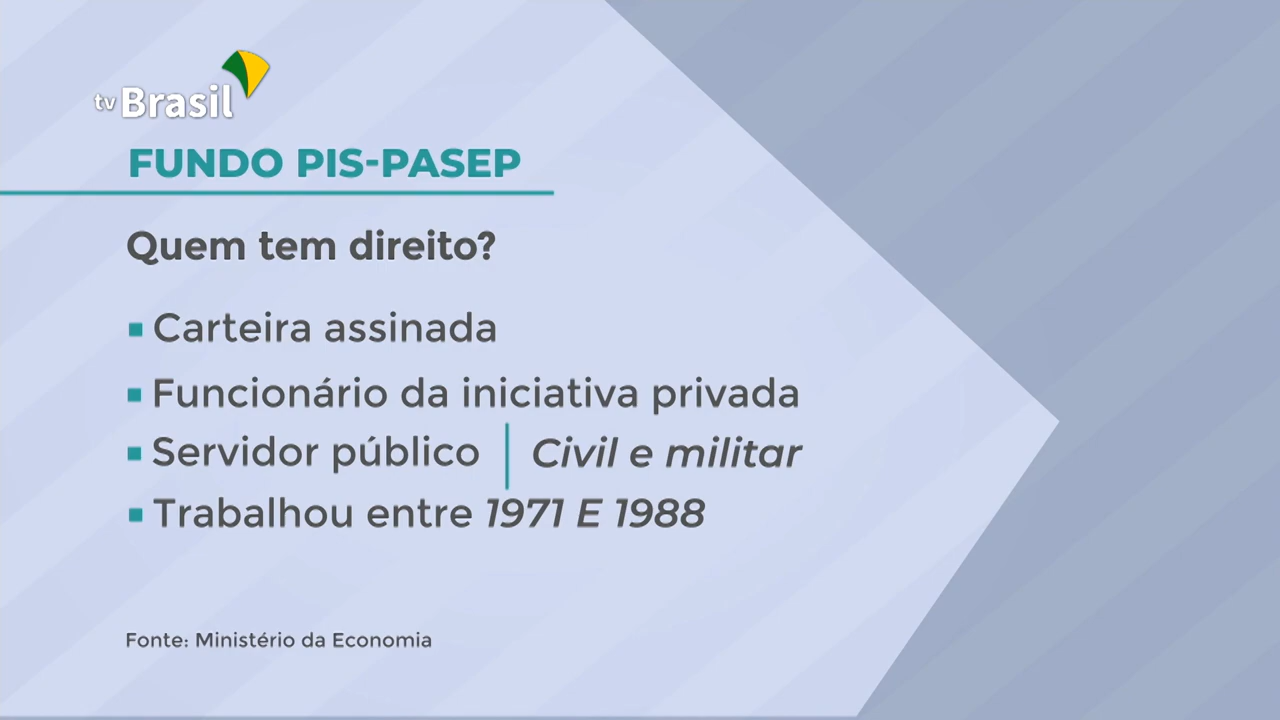 tv Brasil
FUNDO PIS-PASEP
Quem tem direito?
Carteira assinada
Funcionário da iniciativa privada
Servidor público | Civil e militar
Trabalhou entre 1971 E 1988
Fonte: Ministério da Economia